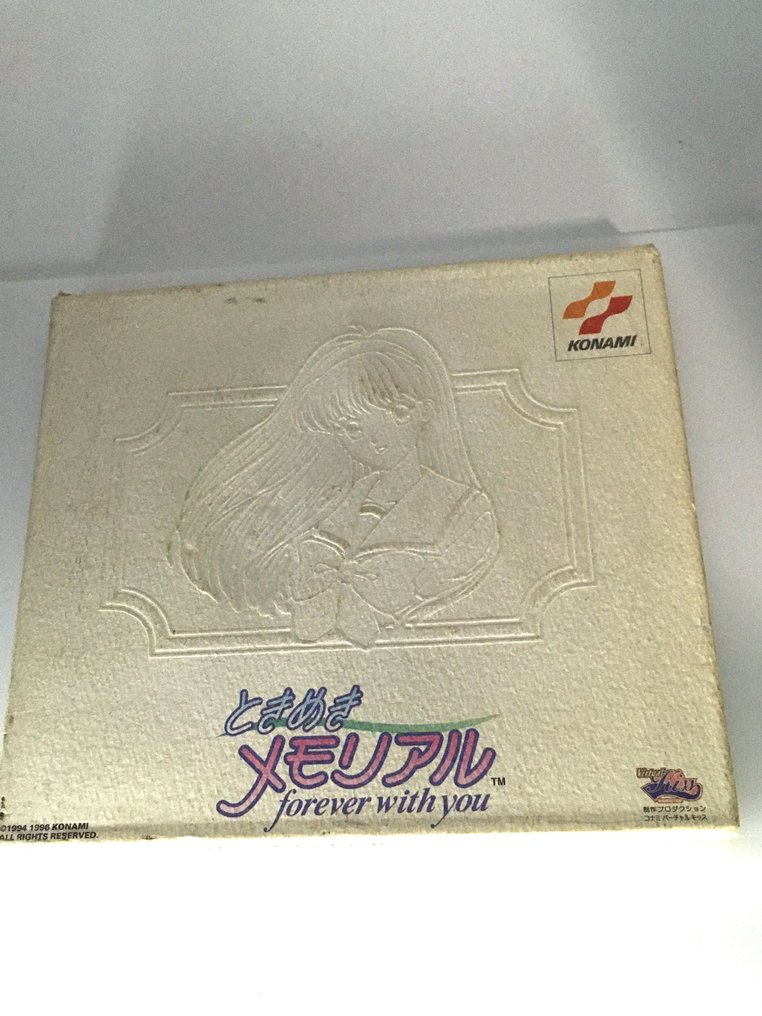 KONAMI
ときめき
メモリアル™
forever with you
©1994 1996 KONAMI
ALL RIGHTS RESERVED.
制作プロダクション
コナミ バーチャルキッズ